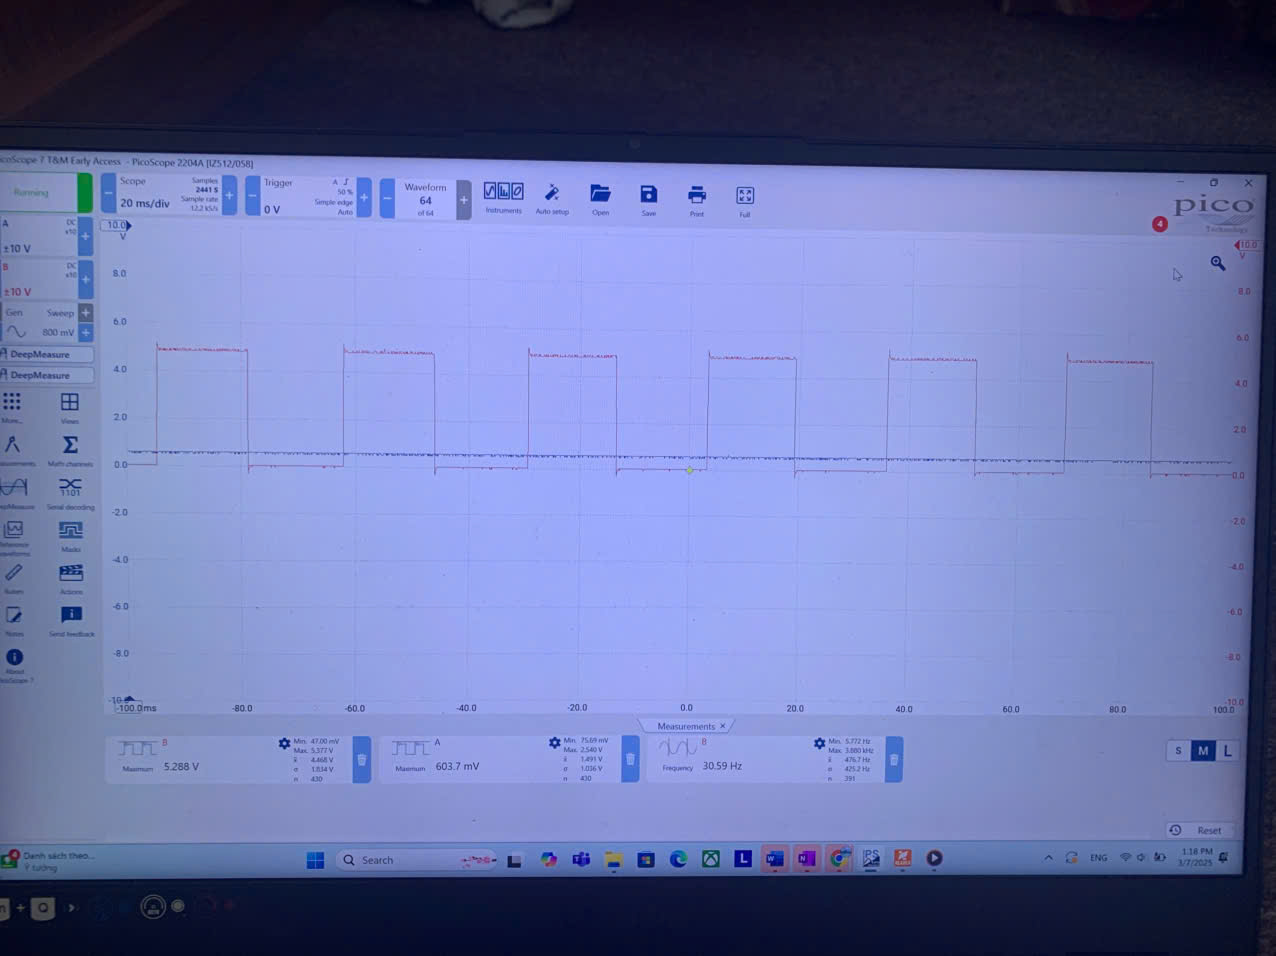 icoScope 7 T&M Early Access - PicoScope 2204A [IZ512/058]
Running
Scope
20 ms/div
Samples
2441 S
Sample rate
12.2 kS/s
Trigger
0 V
A
50 %
Simple edge
Auto
Waveform
64
of 64
Instruments
Auto setup
Open
Save
Print
Full
4
pico
Technology
A
DC
x10
±10 V
B
DC
x10
±10 V
Gen
Sweep
800 mV
DeepMeasure
DeepMeasure
More...
Views
asurements
Math channels
epMeasure
Serial decoding
Reference
waveforms
Masks
Rulers
Actions
Notes
Send feedback
About
icoScope 7
10.0
V
8.0
6.0
4.0
2.0
0.0
-2.0
-4.0
-6.0
-8.0
-10.0
10.0
V
8.0
6.0
4.0
2.0
0.0
-2.0
-4.0
-6.0
-8.0
-10.0
-100.0 ms
-80.0
-60.0
-40.0
-20.0
0.0
20.0
40.0
60.0
80.0
100.0
Measurements ×
B
Maximum 5.288 V
Min. 47.00 mV
Max. 5.377 V
x̄ 4.468 V
σ 1.034 V
n 430
A
Maximum 603.7 mV
Min. 75.69 mV
Max. 2.540 V
x̄ 1.491 V
σ 1.036 V
n 430
B
Frequency 30.59 Hz
Min. 5.772 Hz
Max. 3.880 kHz
x̄ 476.7 Hz
σ 425.2 Hz
n 391
S M L
Reset
4
Danh sách theo...
Ý tưởng
Search
ENG
1:18 PM
3/7/2025